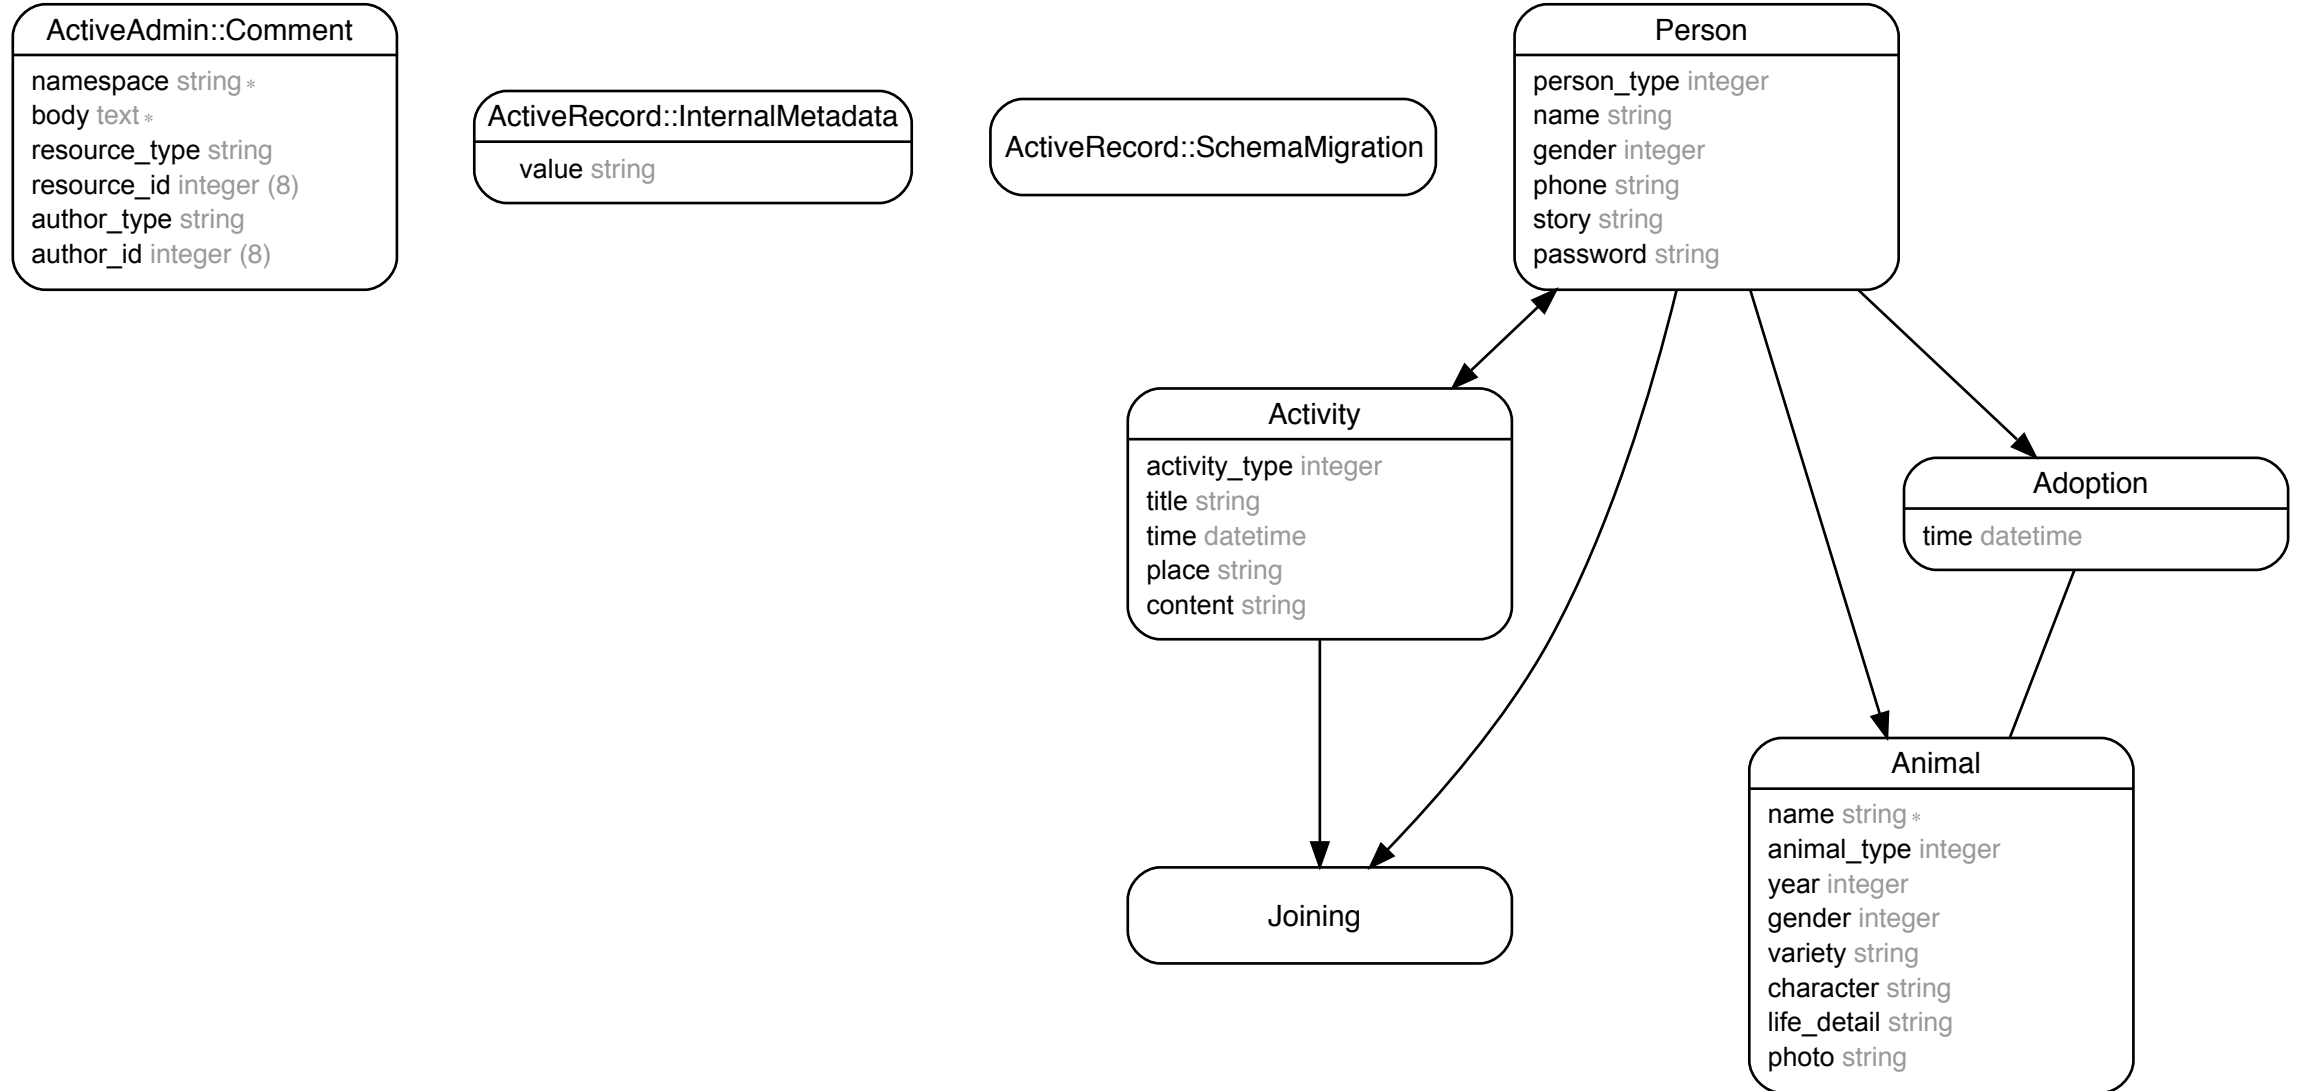 ActiveAdmin::Comment
namespace string *
body text *
resource_type string
resource_id integer (8)
author_type string
author_id integer (8)
ActiveRecord::InternalMetadata
value string
ActiveRecord::SchemaMigration
Person
person_type integer
name string
gender integer
phone string
story string
password string
Activity
activity_type integer
title string
time datetime
place string
content string
Adoption
time datetime
Joining
Animal
name string *
animal_type integer
year integer
gender integer
variety string
character string
life_detail string
photo string